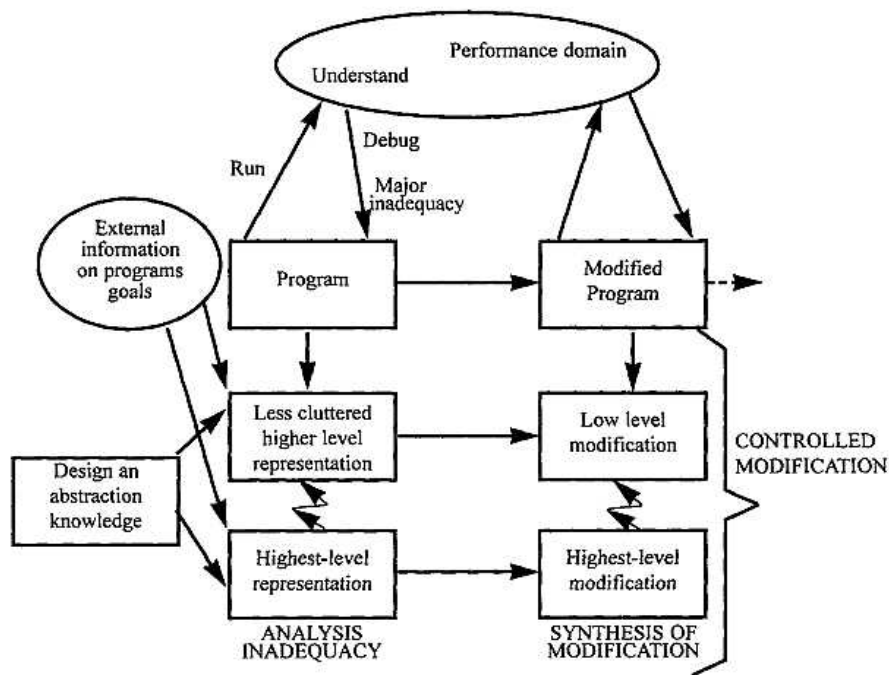 Performance domain
Understand
Debug
Run
Major
inadequacy
External
information
on programs
goals
Program
Modified
Program
Less cluttered
higher level
representation
Low level
modification
CONTROLLED
MODIFICATION
Design an
abstraction
knowledge
Highest-level
representation
Highest-level
modification
ANALYSIS
INADEQUACY
SYNTHESIS OF
MODIFICATION